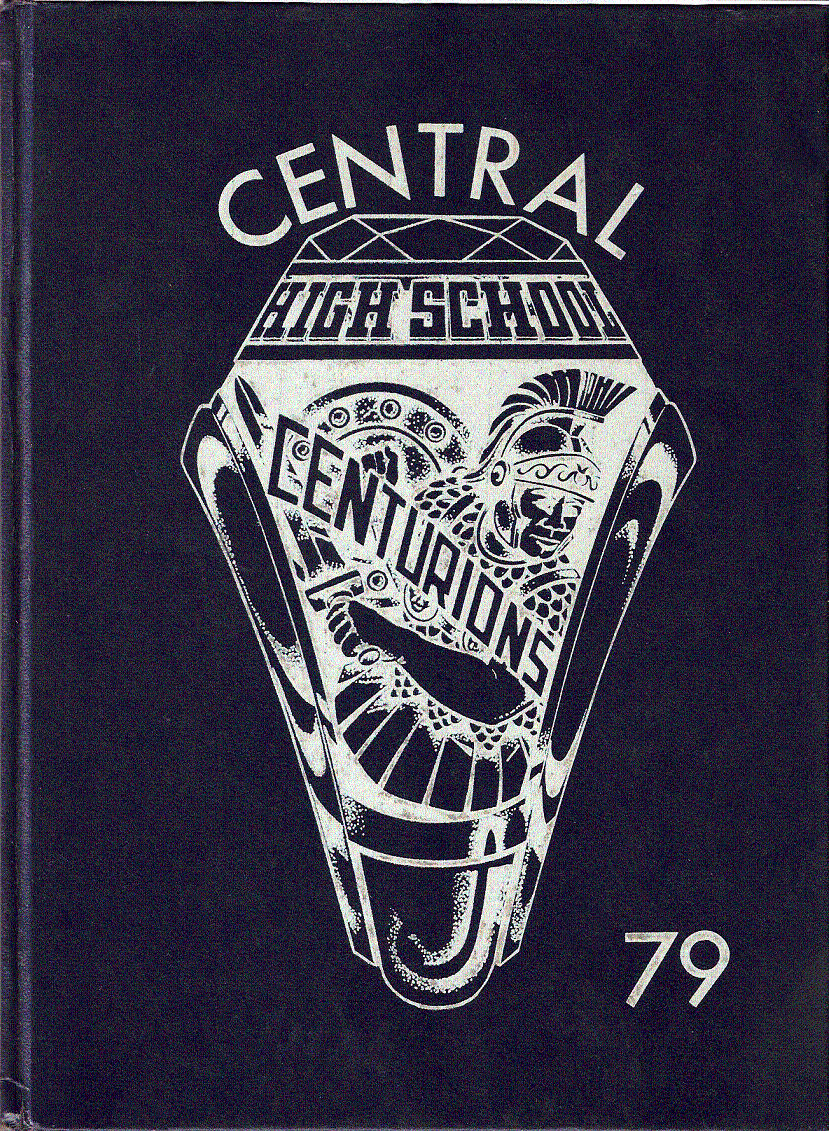 CENTRAL
HIGH SCHOOL
CENTURIONS
79